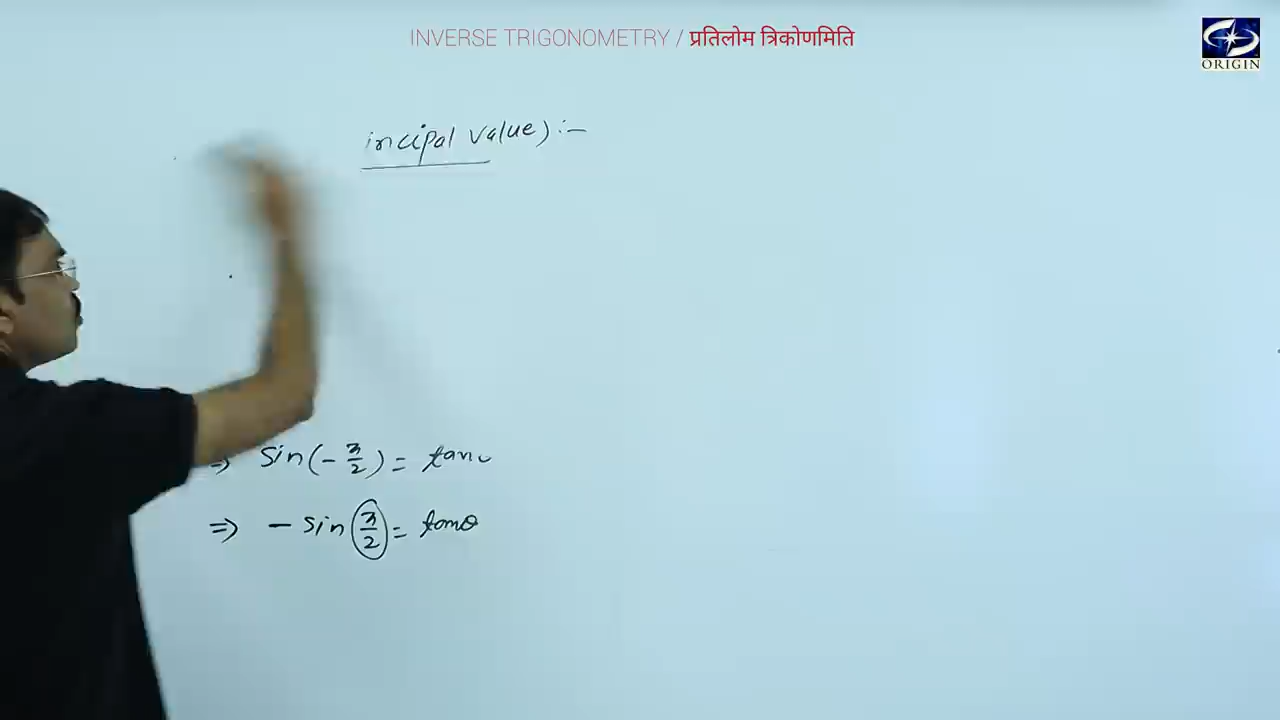 INVERSE TRIGONOMETRY / प्रतिलोम त्रिकोणमिति
ORIGIN
incipal value) :-
⇒ sin(-π/2) = tan
⇒ - sin(π/2) = tanθ